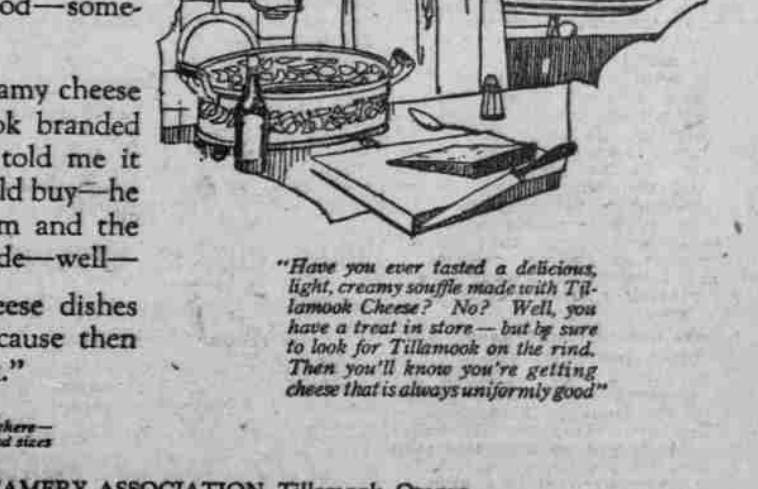 od—some-
amy cheese
ok branded
told me it
ld buy—he
m and the
de—well—
eese dishes
cause then
."
"Have you ever tasted a delicious,
light, creamy souffle made with Til-
lamook Cheese? No? Well, you
have a treat in store—but be sure
to look for Tillamook on the rind.
Then you'll know you're getting
cheese that is always uniformly good"
where—
d sizes
AMERY ASSOCIATION, Tillamook, Oregon